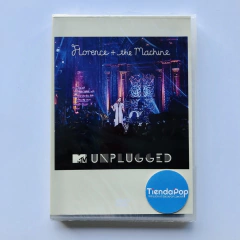 Florence + the Machine
MTV UNPLUGGED
TiendaPop